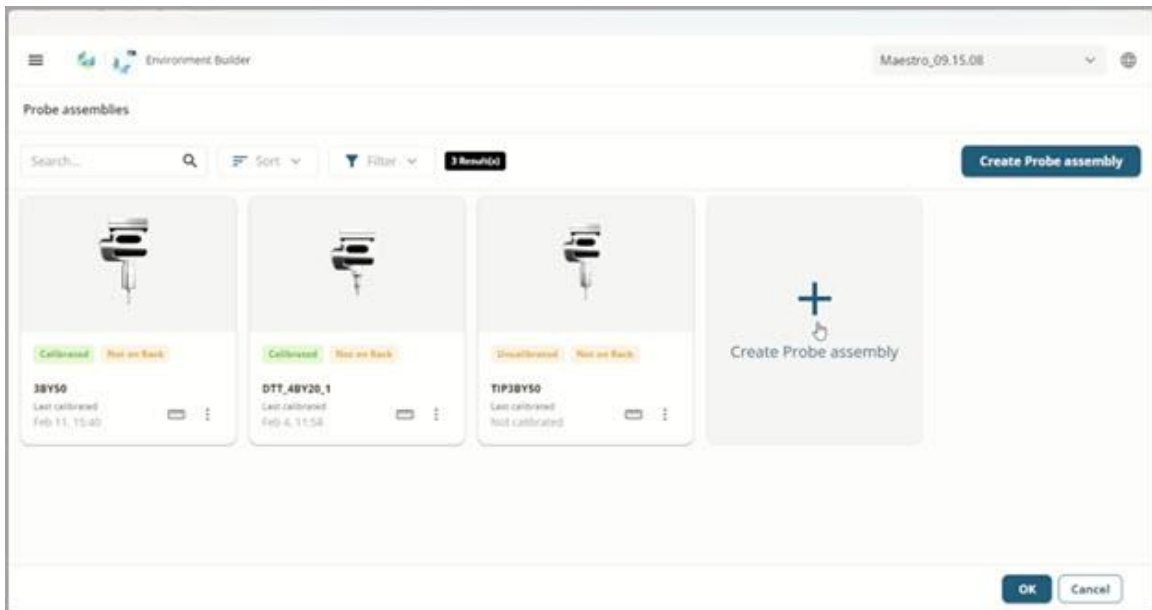 Environment Builder
Maestro_09.15.08
Probe assemblies
Search...
Sort
Filter
3 Result(s)
Create Probe assembly
Calibrated Not on Rack
3BY50
Last calibrated
Feb 11, 15:40
Calibrated Not on Rack
DTT_4BY20_1
Last calibrated
Feb 4, 11:58
Uncalibrated Not on Rack
TIP3BY50
Last calibrated
Not calibrated
Create Probe assembly
OK
Cancel